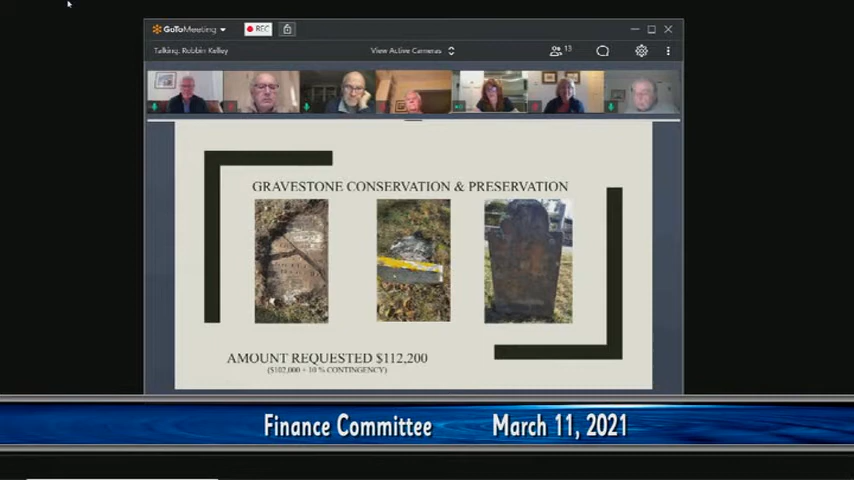 GoToMeeting
REC
Talking: Robbin Kelley
View Active Cameras
13
GRAVESTONE CONSERVATION & PRESERVATION
AMOUNT REQUESTED $112,200
($102,000 + 10 % CONTINGENCY)
Finance Committee March 11, 2021